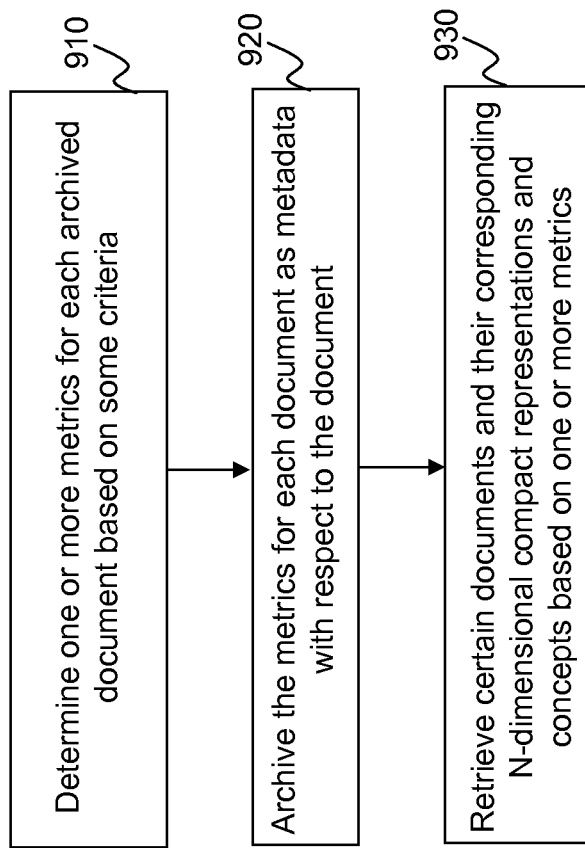 910
Determine one or more metrics for each archived
document based on some criteria
920
Archive the metrics for each document as metadata
with respect to the document
930
Retrieve certain documents and their corresponding
N-dimensional compact representations and
concepts based on one or more metrics